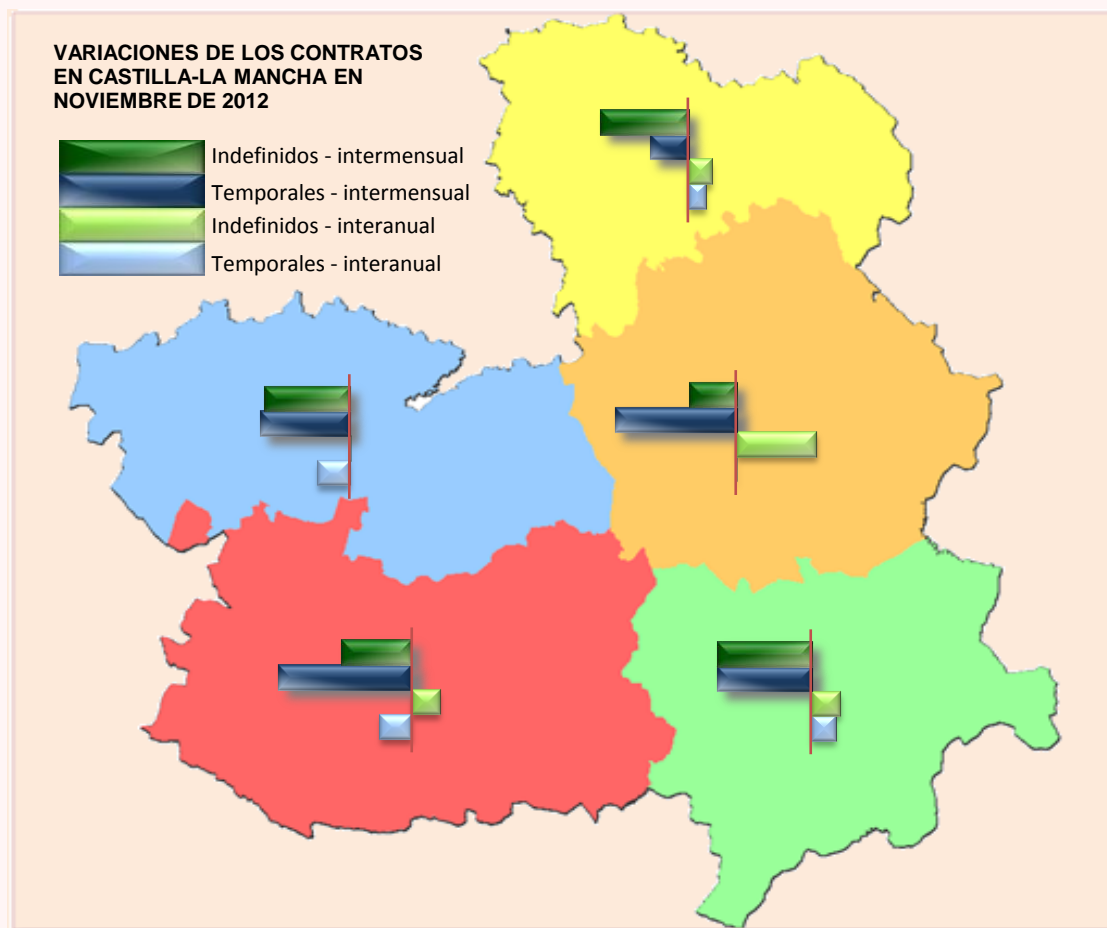 VARIACIONES DE LOS CONTRATOS
EN CASTILLA-LA MANCHA EN
NOVIEMBRE DE 2012
Indefinidos - intermensual
Temporales - intermensual
Indefinidos - interanual
Temporales - interanual